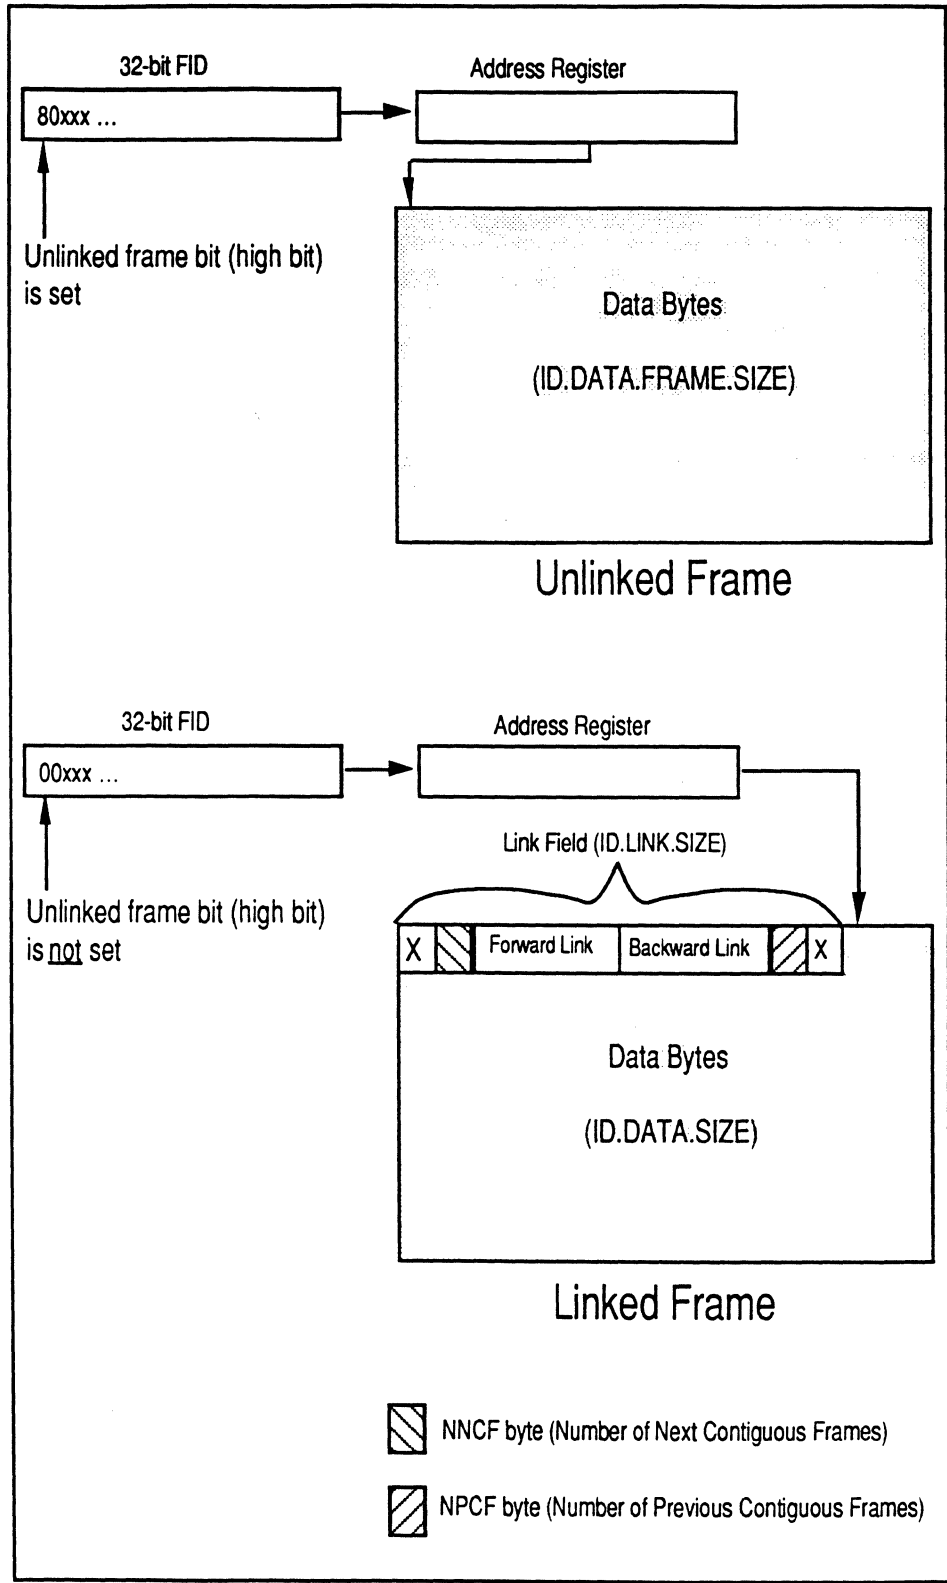 32-bit FID
Address Register
80xxx ...
Unlinked frame bit (high bit)
is set
Data Bytes
(ID.DATA.FRAME.SIZE)
Unlinked Frame
32-bit FID
Address Register
00xxx ...
Link Field (ID.LINK.SIZE)
Unlinked frame bit (high bit)
is not set
X
Forward Link
Backward Link
X
Data Bytes
(ID.DATA.SIZE)
Linked Frame
NNCF byte (Number of Next Contiguous Frames)
NPCF byte (Number of Previous Contiguous Frames)